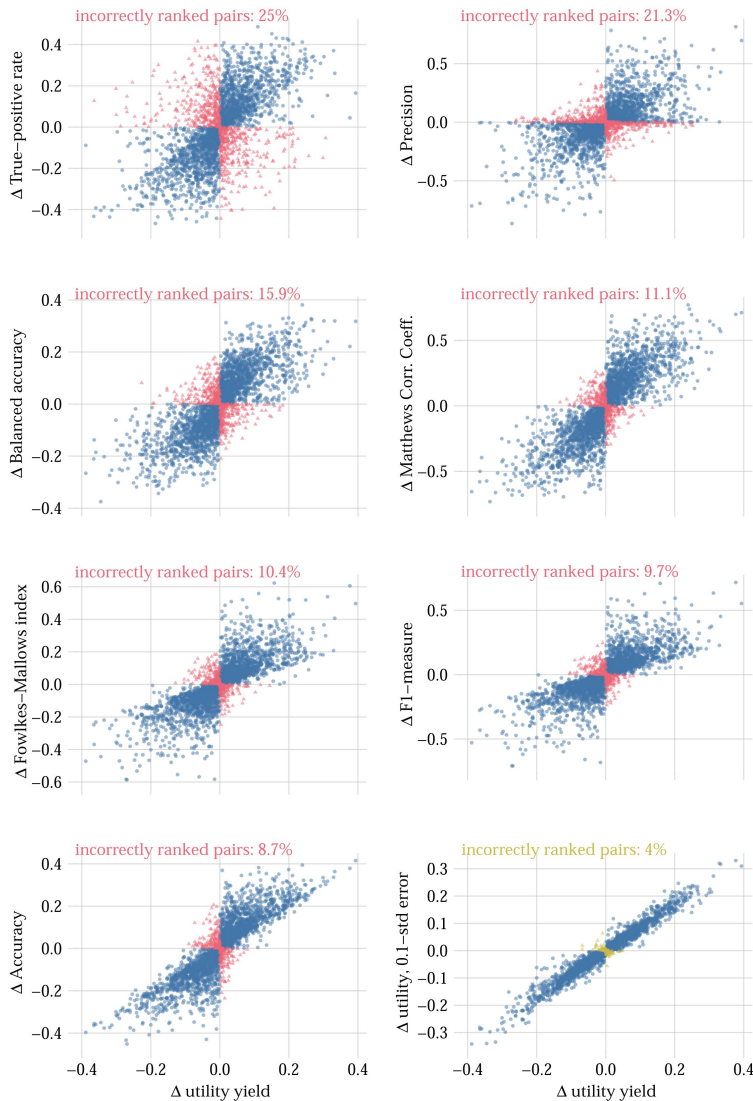 incorrectly ranked pairs: 25%
0.4
0.2
0.0
−0.2
−0.4
Δ True−positive rate
incorrectly ranked pairs: 21.3%
0.5
0.0
−0.5
Δ Precision
incorrectly ranked pairs: 15.9%
0.4
0.2
0.0
−0.2
−0.4
Δ Balanced accuracy
incorrectly ranked pairs: 11.1%
0.5
0.0
−0.5
Δ Matthews Corr. Coeff.
incorrectly ranked pairs: 10.4%
0.6
0.4
0.2
0.0
−0.2
−0.4
−0.6
Δ Fowlkes−Mallows index
incorrectly ranked pairs: 9.7%
0.5
0.0
−0.5
Δ F1−measure
incorrectly ranked pairs: 8.7%
0.4
0.2
0.0
−0.2
−0.4
Δ Accuracy
−0.4 −0.2 0.0 0.2 0.4
Δ utility yield
incorrectly ranked pairs: 4%
0.3
0.2
0.1
0.0
−0.1
−0.2
−0.3
Δ utility, 0.1−std error
−0.4 −0.2 0.0 0.2 0.4
Δ utility yield